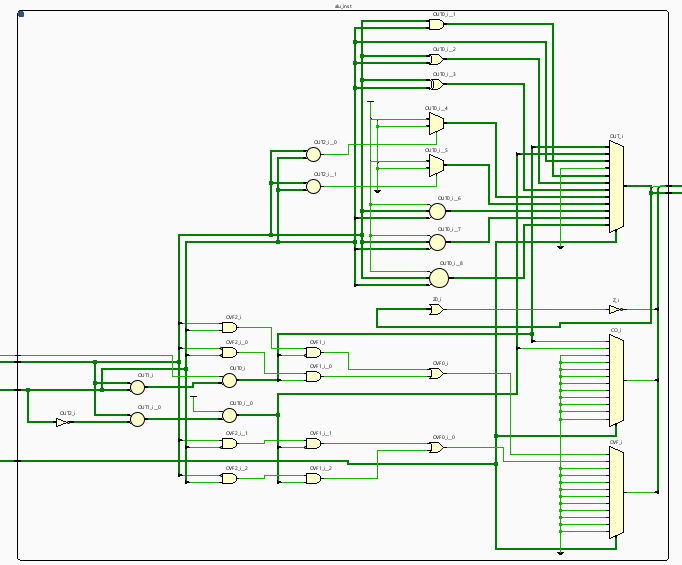 alu_inst
OUT0_i__1
OUT0_i__2
OUT0_i__3
OUT0_i__4
OUT_i
OUT2_i__0
OUT0_i__5
OUT2_i__1
OUT0_i__6
OUT0_i__7
OUT0_i__8
Z0_i
Z_i
OVF2_i
CO_i
OVF2_i__0
OVF1_i
OUT1_i
OUT0_i
OVF1_i__0
OVF0_i
OUT2_i
OUT1_i__0
OUT0_i__0
OVF2_i__1
OVF1_i__1
OVF0_i__0
OVF_i
OVF2_i__2
OVF1_i__2